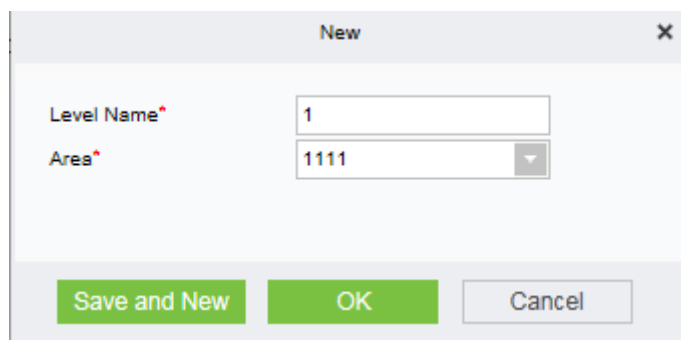 New
Level Name* 1
Area* 1111
Save and New OK Cancel